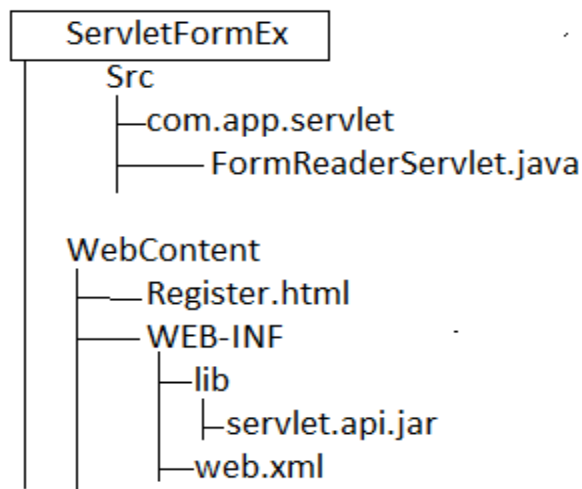 ServletFormEx
Src
com.app.servlet
FormReaderServlet.java
WebContent
Register.html
WEB-INF
lib
servlet.api.jar
web.xml